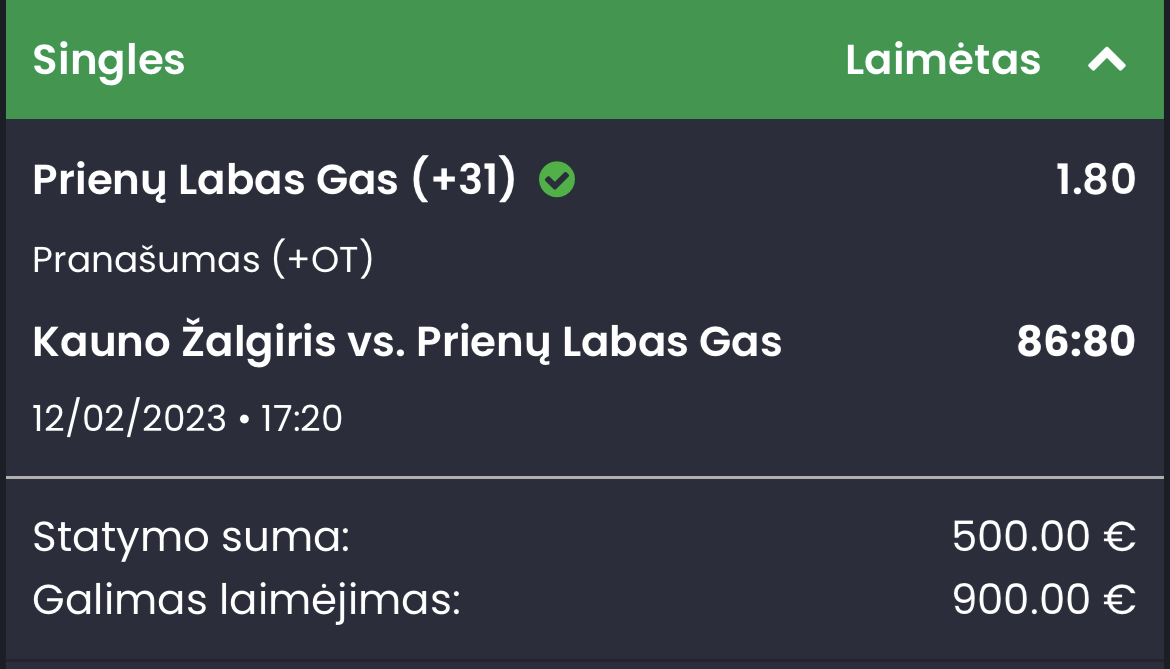 Singles Laimėtas
Prienų Labas Gas (+31) 1.80
Pranašumas (+OT)
Kauno Žalgiris vs. Prienų Labas Gas 86:80
12/02/2023 • 17:20
Statymo suma: 500.00 €
Galimas laimėjimas: 900.00 €